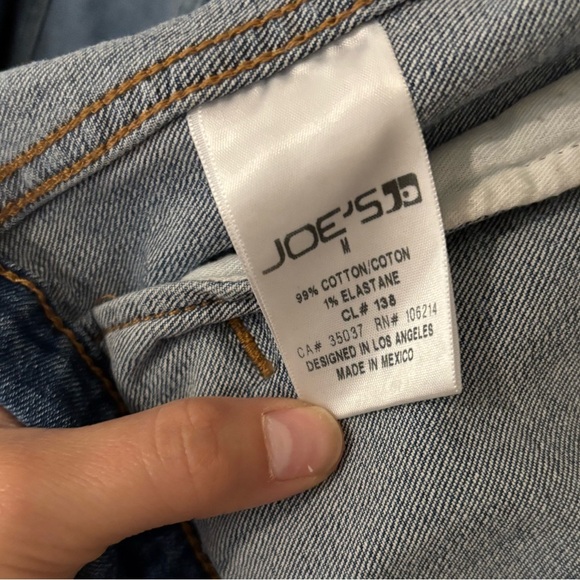 JOE'S
M
99% COTTON/COTON
1% ELASTANE
CL# 138
CA# 35037 RN# 106214
DESIGNED IN LOS ANGELES
MADE IN MEXICO